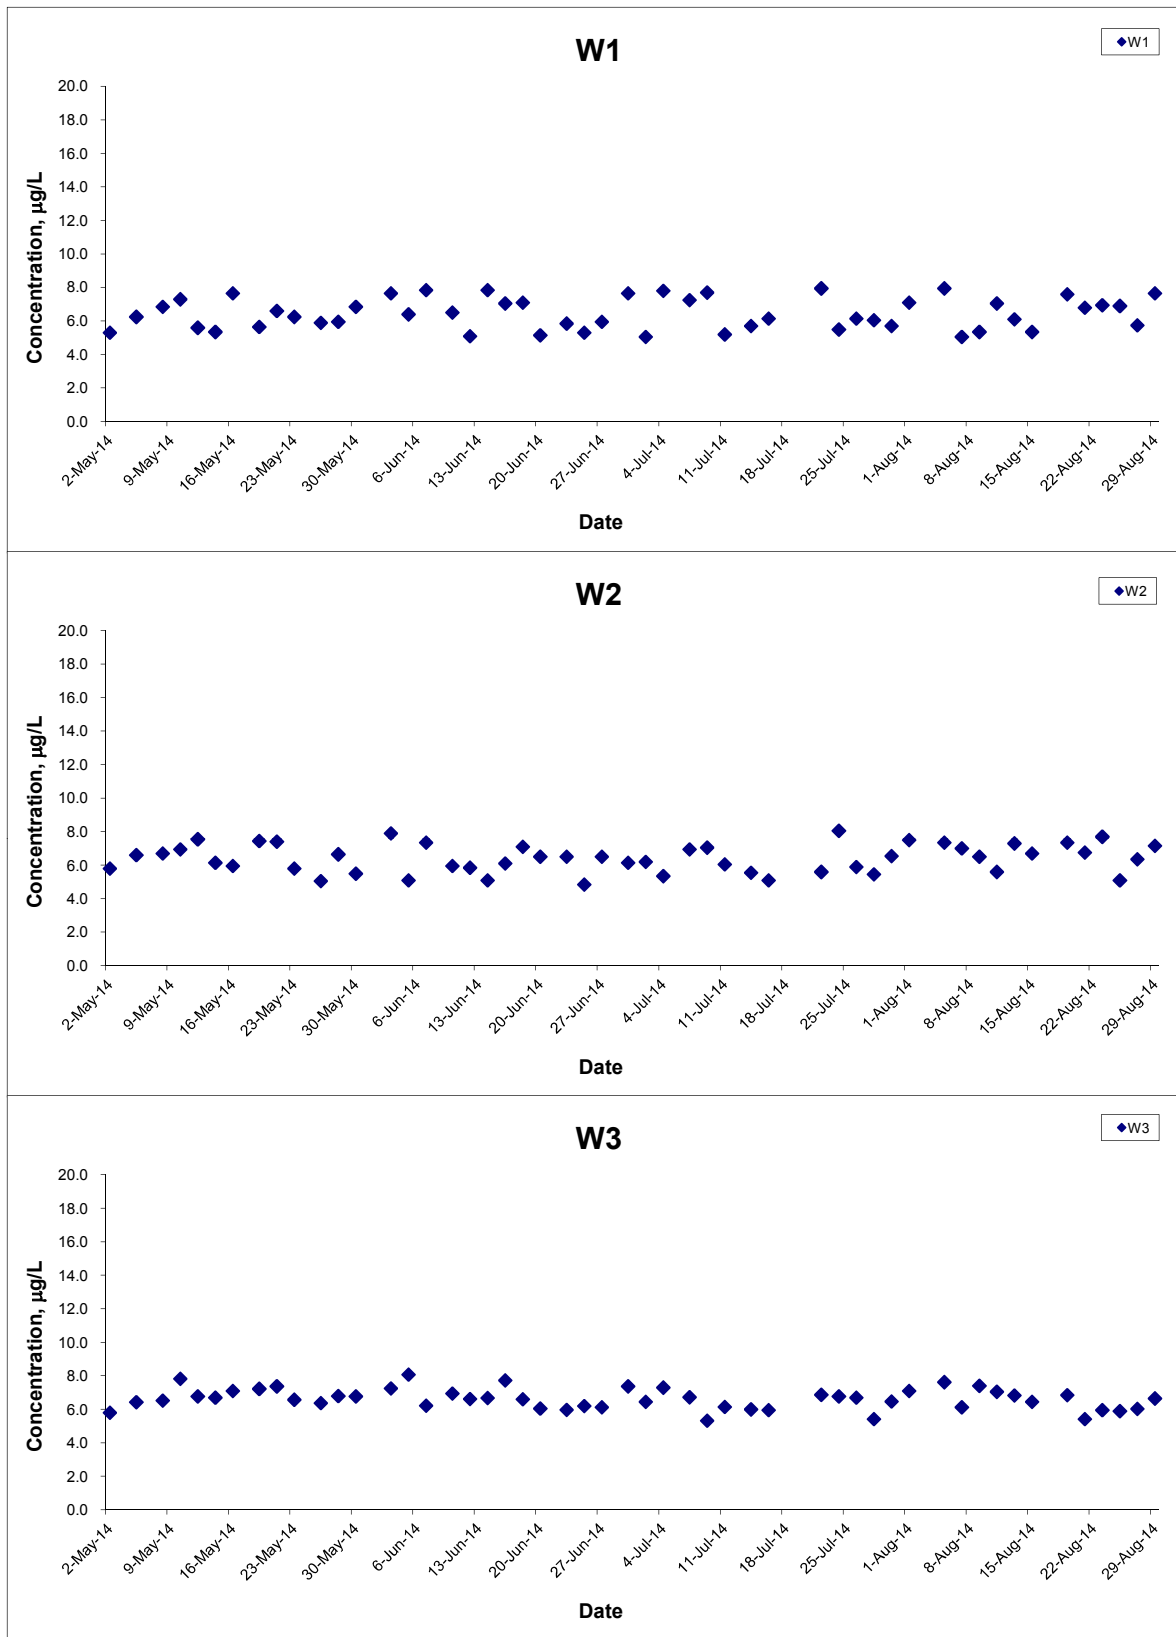 W1
W1
20.0
18.0
16.0
14.0
12.0
10.0
8.0
6.0
4.0
2.0
0.0
Concentration, µg/L
2-May-14
9-May-14
16-May-14
23-May-14
30-May-14
6-Jun-14
13-Jun-14
20-Jun-14
27-Jun-14
4-Jul-14
11-Jul-14
18-Jul-14
25-Jul-14
1-Aug-14
8-Aug-14
15-Aug-14
22-Aug-14
29-Aug-14
Date
W2
W2
20.0
18.0
16.0
14.0
12.0
10.0
8.0
6.0
4.0
2.0
0.0
Concentration, µg/L
2-May-14
9-May-14
16-May-14
23-May-14
30-May-14
6-Jun-14
13-Jun-14
20-Jun-14
27-Jun-14
4-Jul-14
11-Jul-14
18-Jul-14
25-Jul-14
1-Aug-14
8-Aug-14
15-Aug-14
22-Aug-14
29-Aug-14
Date
W3
W3
20.0
18.0
16.0
14.0
12.0
10.0
8.0
6.0
4.0
2.0
0.0
Concentration, µg/L
2-May-14
9-May-14
16-May-14
23-May-14
30-May-14
6-Jun-14
13-Jun-14
20-Jun-14
27-Jun-14
4-Jul-14
11-Jul-14
18-Jul-14
25-Jul-14
1-Aug-14
8-Aug-14
15-Aug-14
22-Aug-14
29-Aug-14
Date